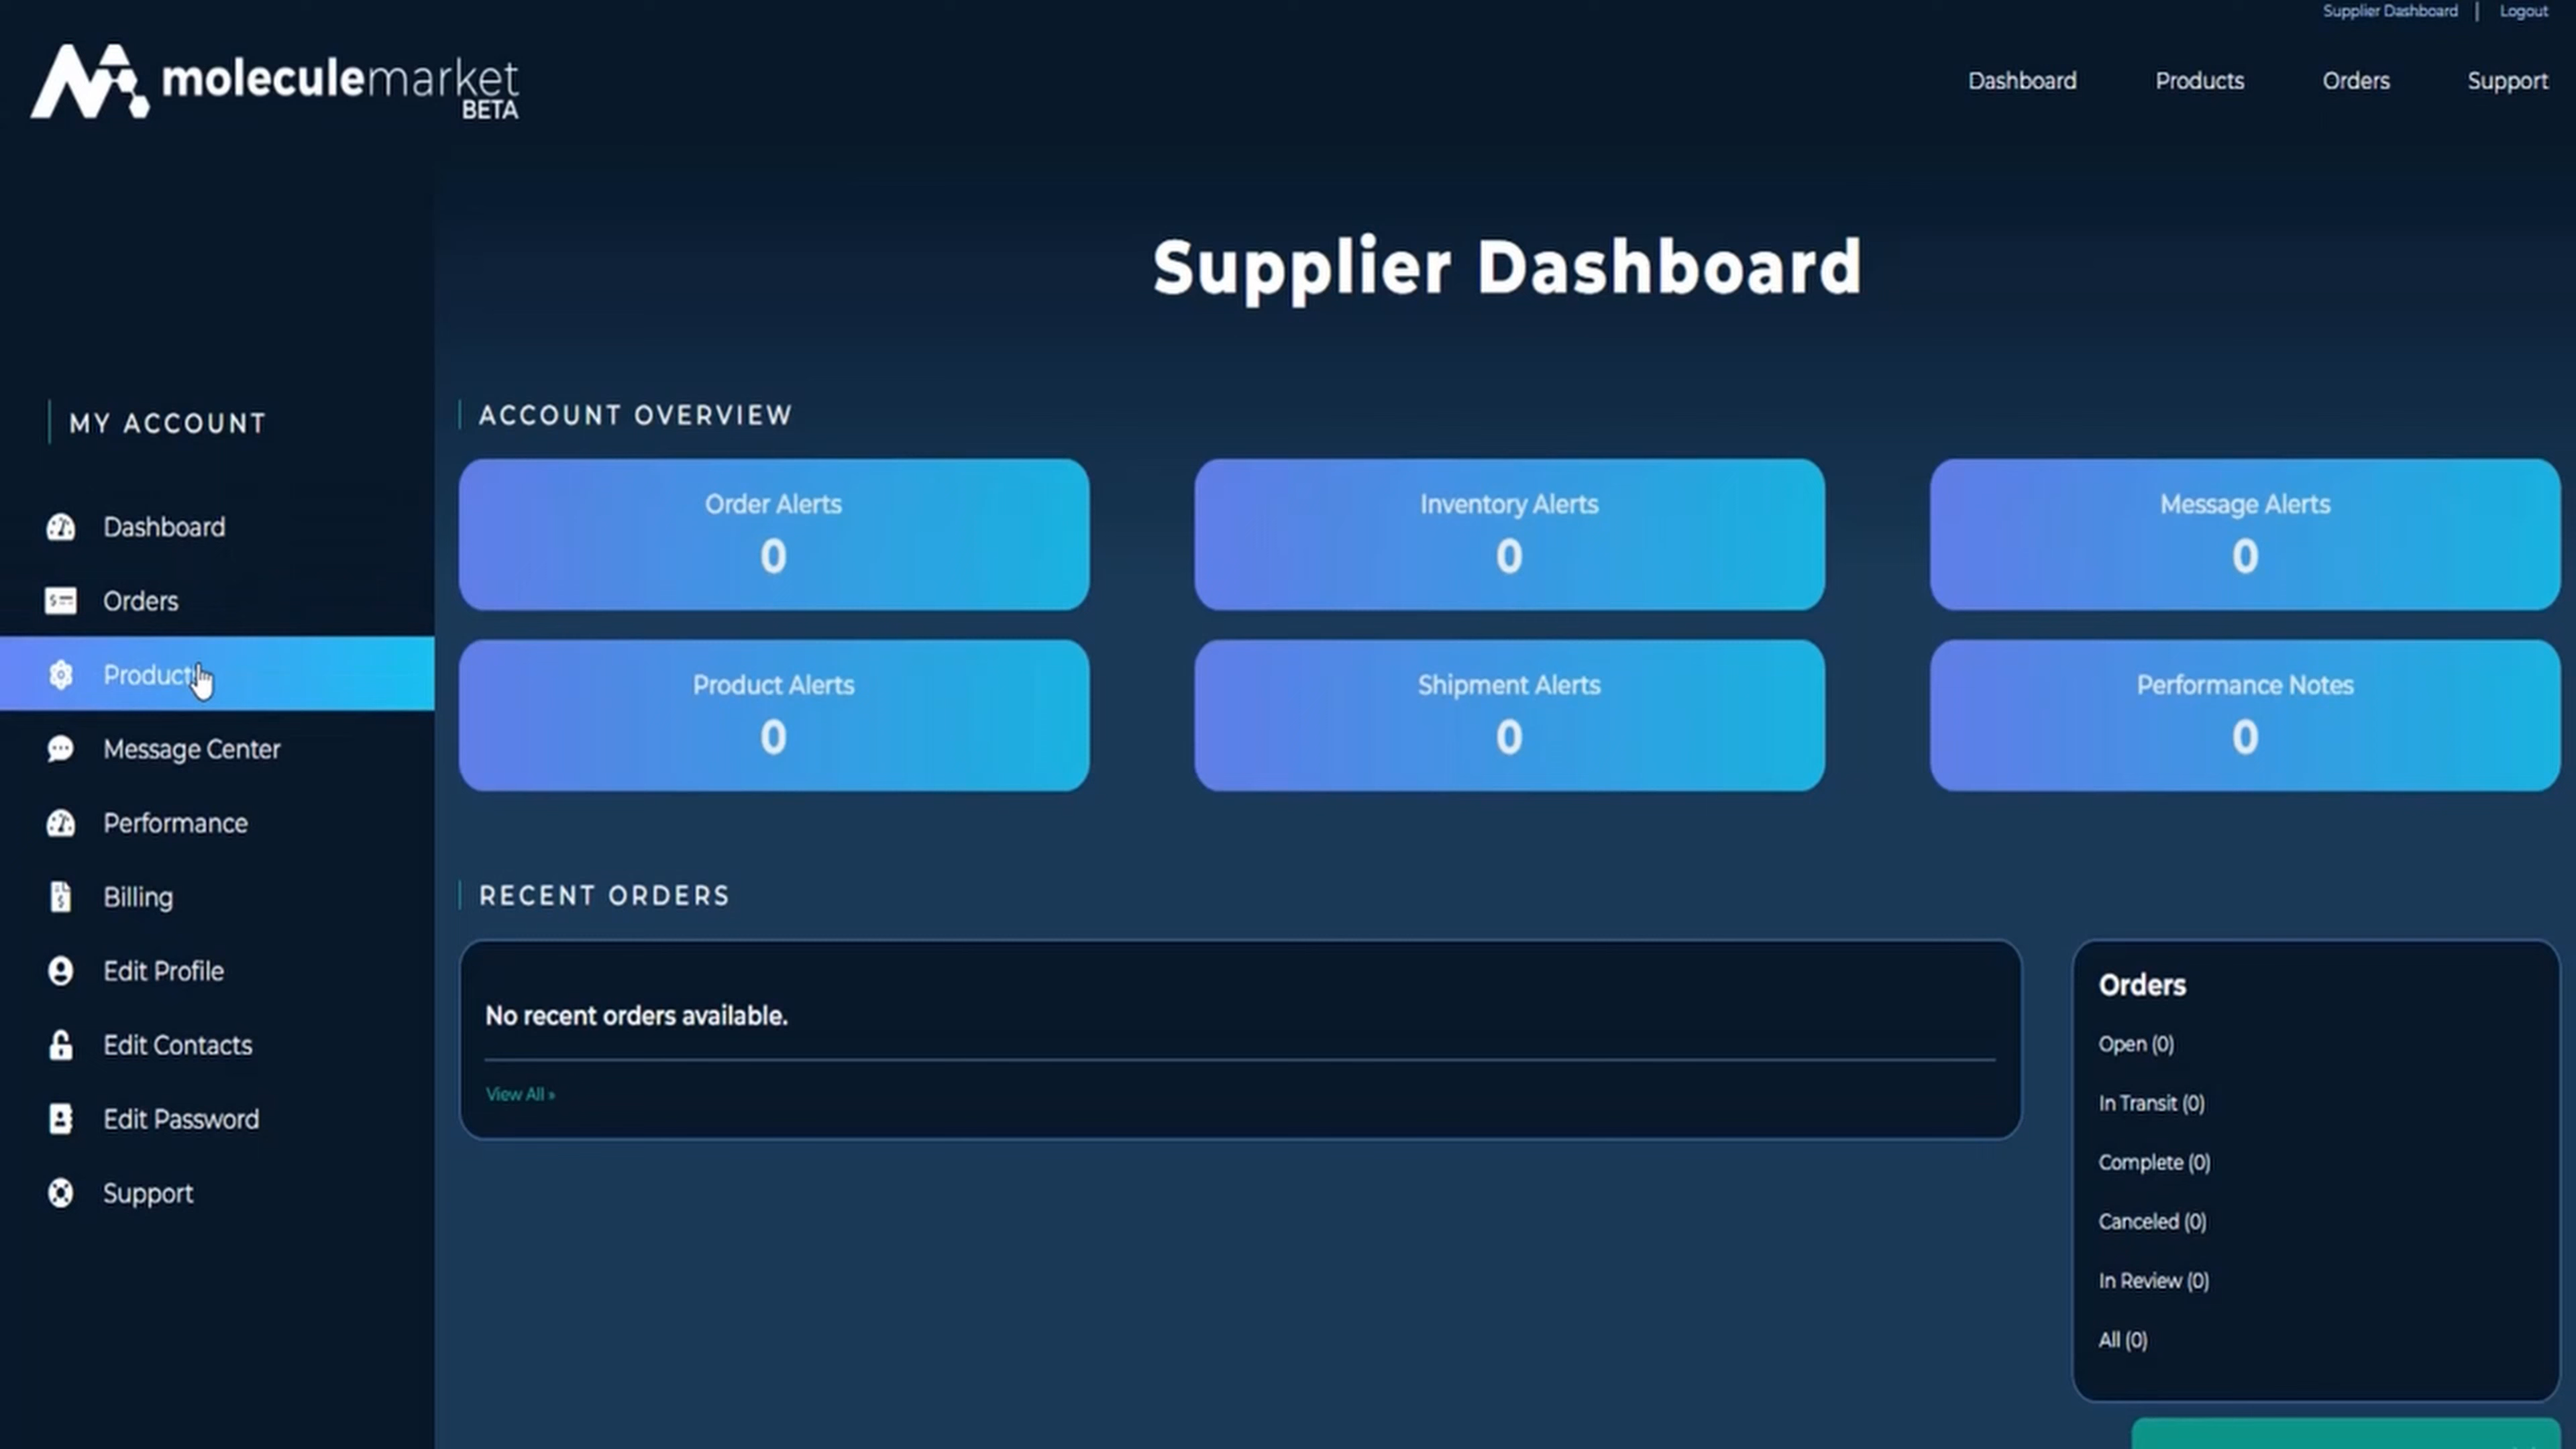 Supplier Dashboard | Logout
moleculemarket
BETA
Dashboard Products Orders Support
Supplier Dashboard
MY ACCOUNT
Dashboard
Orders
Product
Message Center
Performance
Billing
Edit Profile
Edit Contacts
Edit Password
Support
ACCOUNT OVERVIEW
Order Alerts
0
Inventory Alerts
0
Message Alerts
0
Product Alerts
0
Shipment Alerts
0
Performance Notes
0
RECENT ORDERS
No recent orders available.
View All »
Orders
Open (0)
In Transit (0)
Complete (0)
Canceled (0)
In Review (0)
All (0)